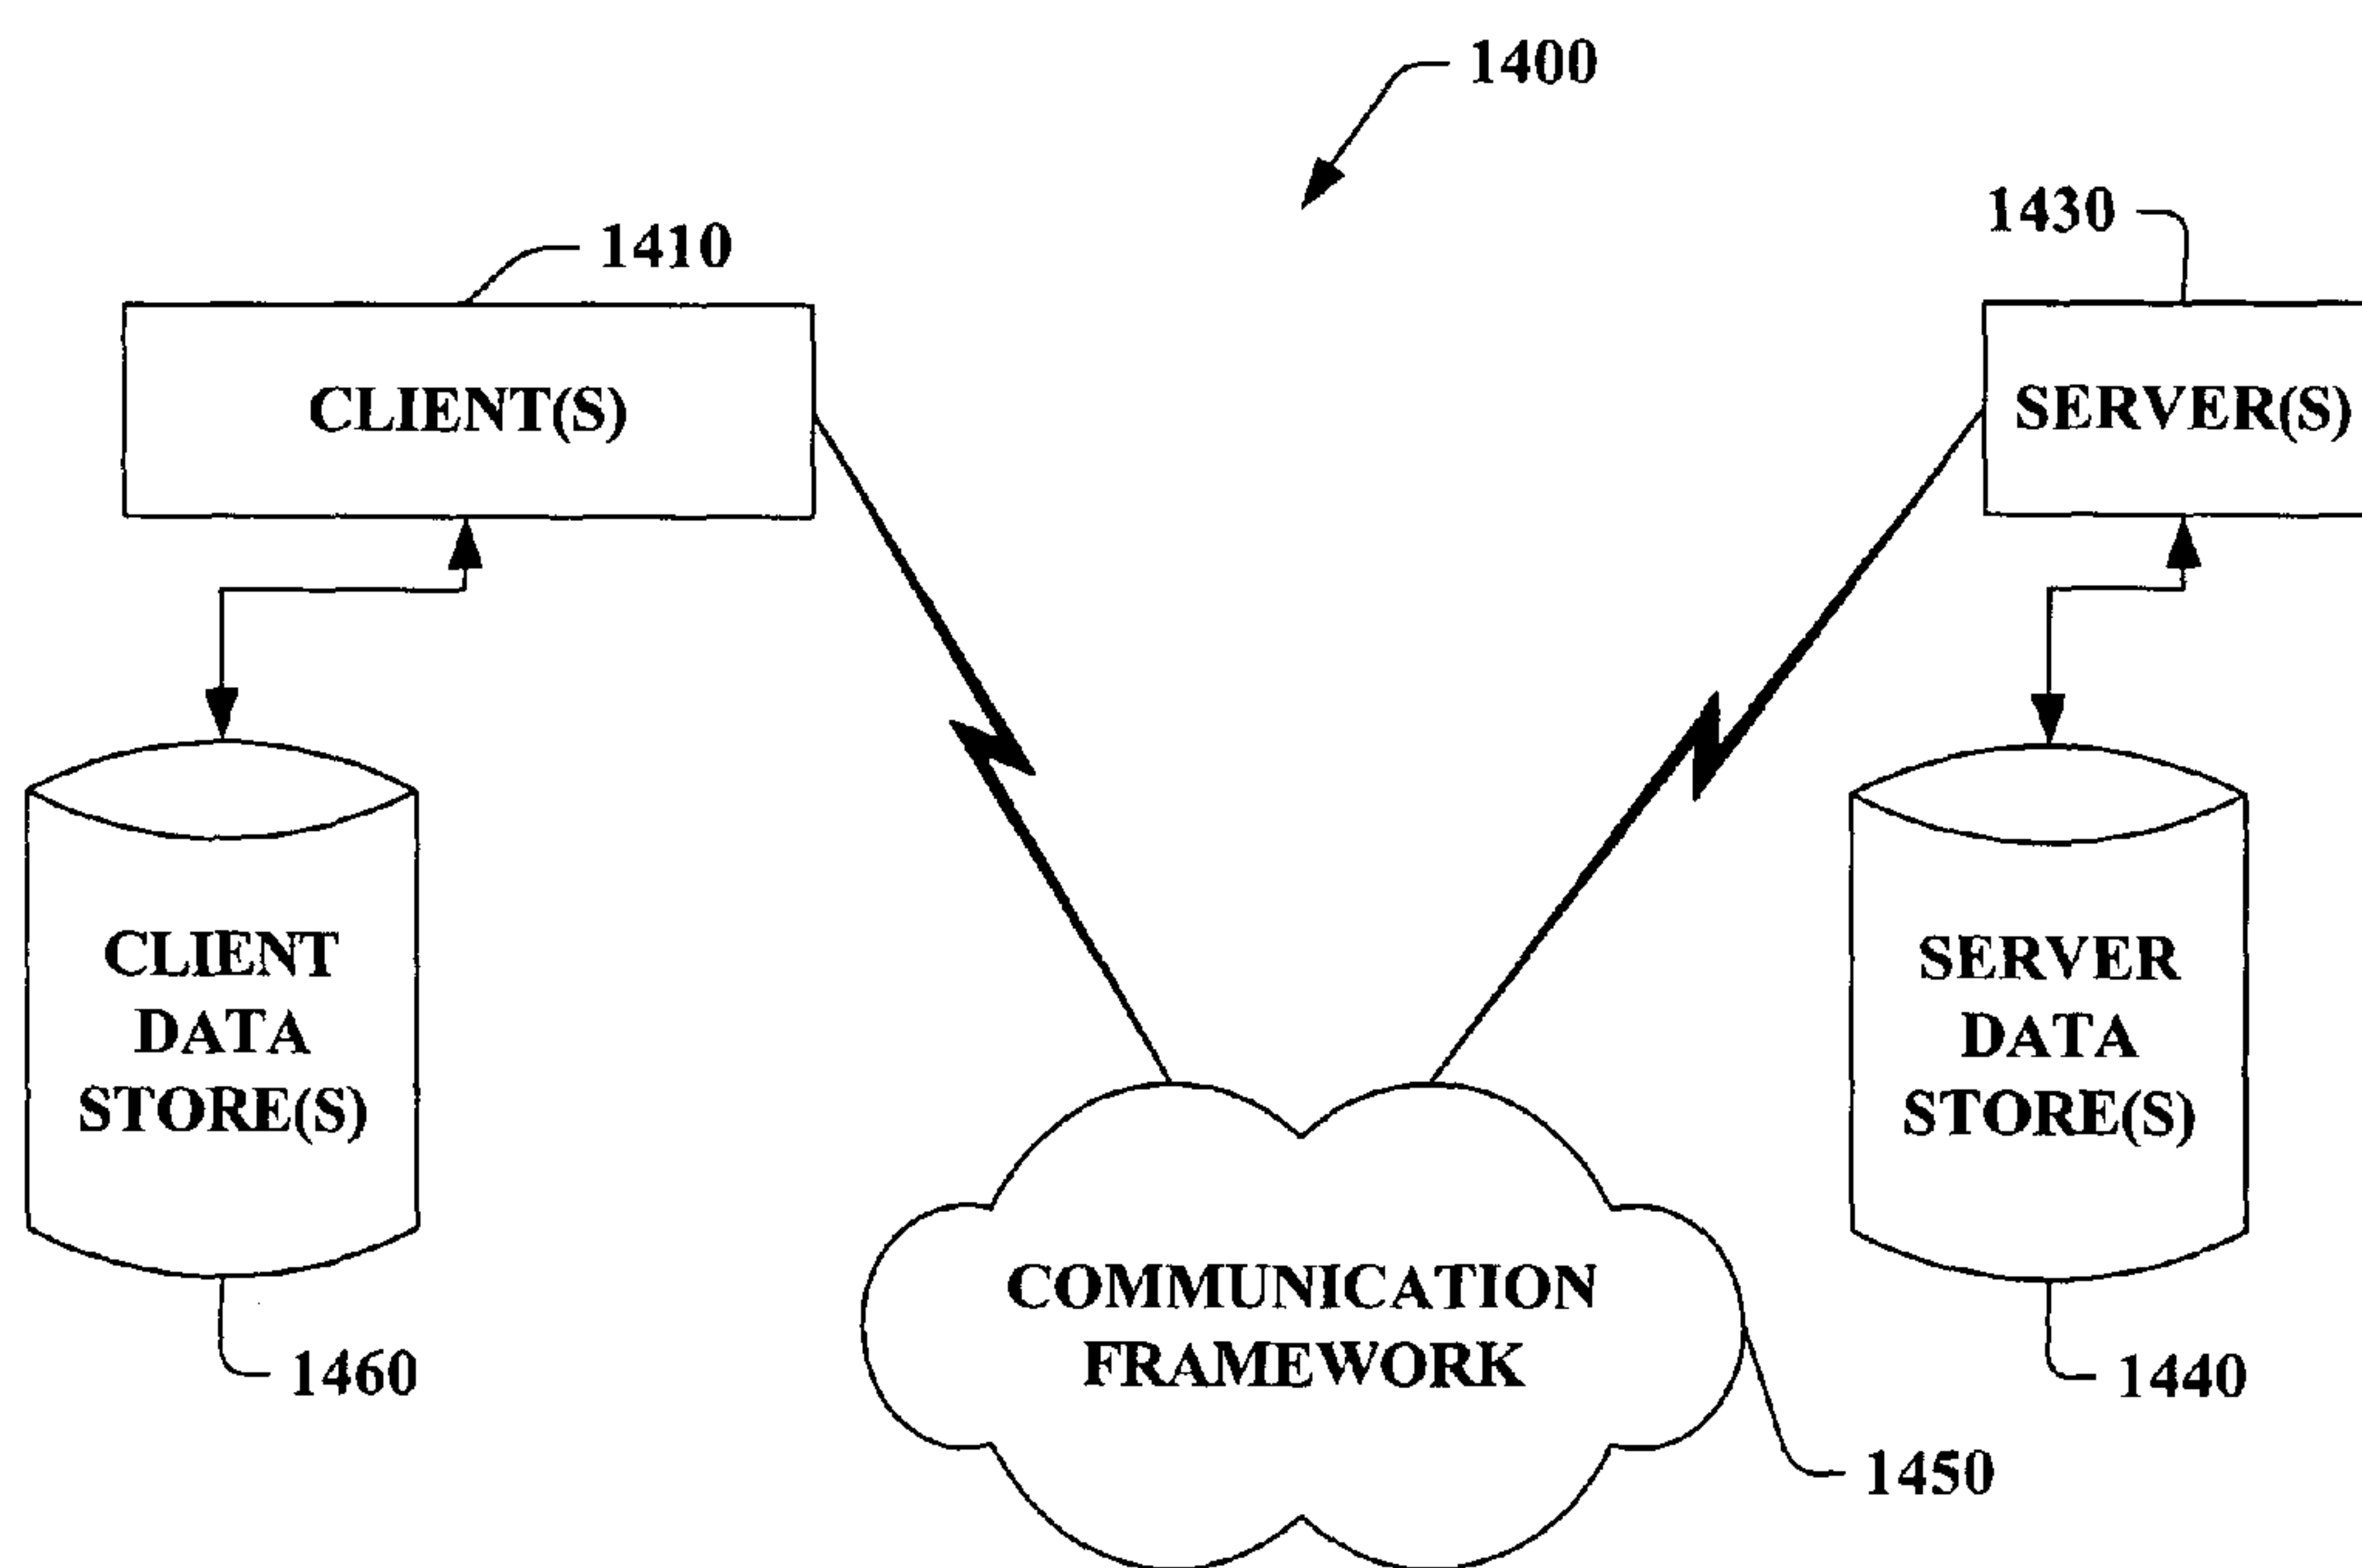 1400
1430
1410
CLIENT(S)
SERVER(S)
CLIENT
DATA
STORE(S)
SERVER
DATA
STORE(S)
COMMUNICATION
FRAMEWORK
1460
1440
1450